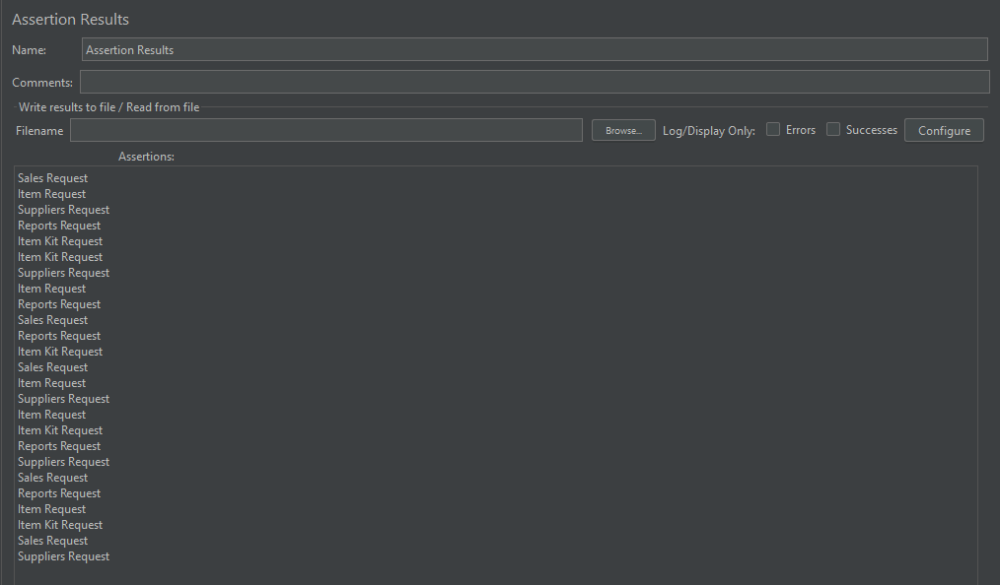 Assertion Results
Name: Assertion Results
Comments:
Write results to file / Read from file
Filename Browse... Log/Display Only: Errors Successes Configure
Assertions:
Sales Request
Item Request
Suppliers Request
Reports Request
Item Kit Request
Item Kit Request
Suppliers Request
Item Request
Reports Request
Sales Request
Reports Request
Item Kit Request
Sales Request
Item Request
Suppliers Request
Item Request
Item Kit Request
Reports Request
Suppliers Request
Sales Request
Reports Request
Item Request
Item Kit Request
Sales Request
Suppliers Request